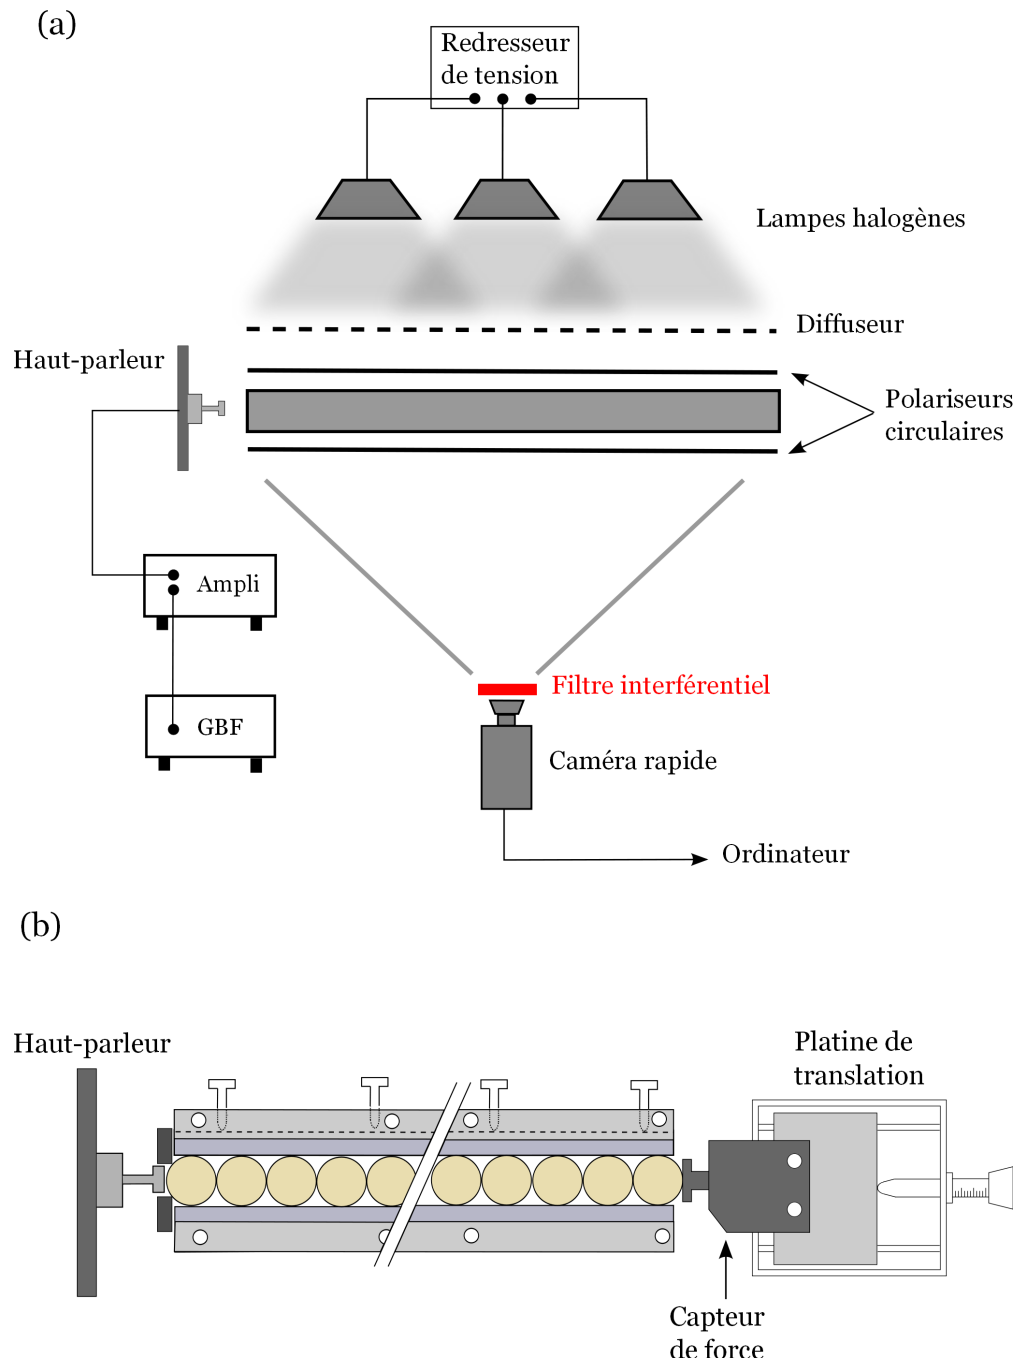 (a)
Redresseur
de tension
Lampes halogènes
Diffuseur
Haut-parleur
Polariseurs
circulaires
Ampli
Filtre interférentiel
GBF
Caméra rapide
Ordinateur
(b)
Haut-parleur
Platine de
translation
Capteur
de force